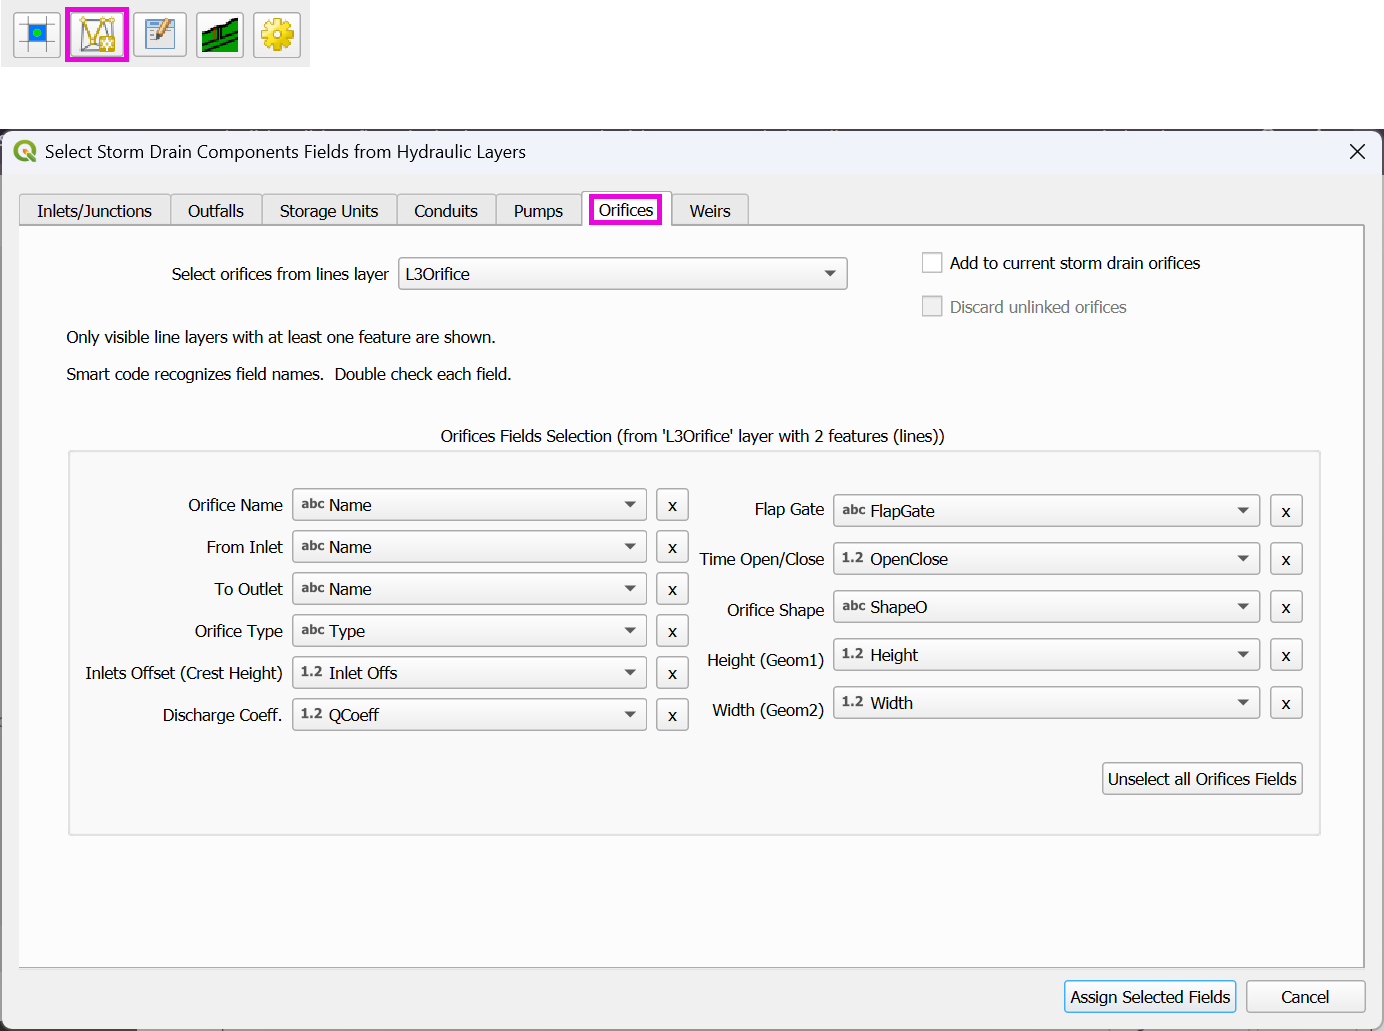 Select Storm Drain Components Fields from Hydraulic Layers
Inlets/Junctions Outfalls Storage Units Conduits Pumps Orifices Weirs
Select orifices from lines layer L3Orifice
Add to current storm drain orifices
Discard unlinked orifices
Only visible line layers with at least one feature are shown.
Smart code recognizes field names. Double check each field.
Orifices Fields Selection (from 'L3Orifice' layer with 2 features (lines))
Orifice Name abc Name x
From Inlet abc Name x
To Outlet abc Name x
Orifice Type abc Type x
Inlets Offset (Crest Height) 1.2 Inlet Offs x
Discharge Coeff. 1.2 QCoeff x
Flap Gate abc FlapGate x
Time Open/Close 1.2 OpenClose x
Orifice Shape abc ShapeO x
Height (Geom1) 1.2 Height x
Width (Geom2) 1.2 Width x
Unselect all Orifices Fields
Assign Selected Fields Cancel